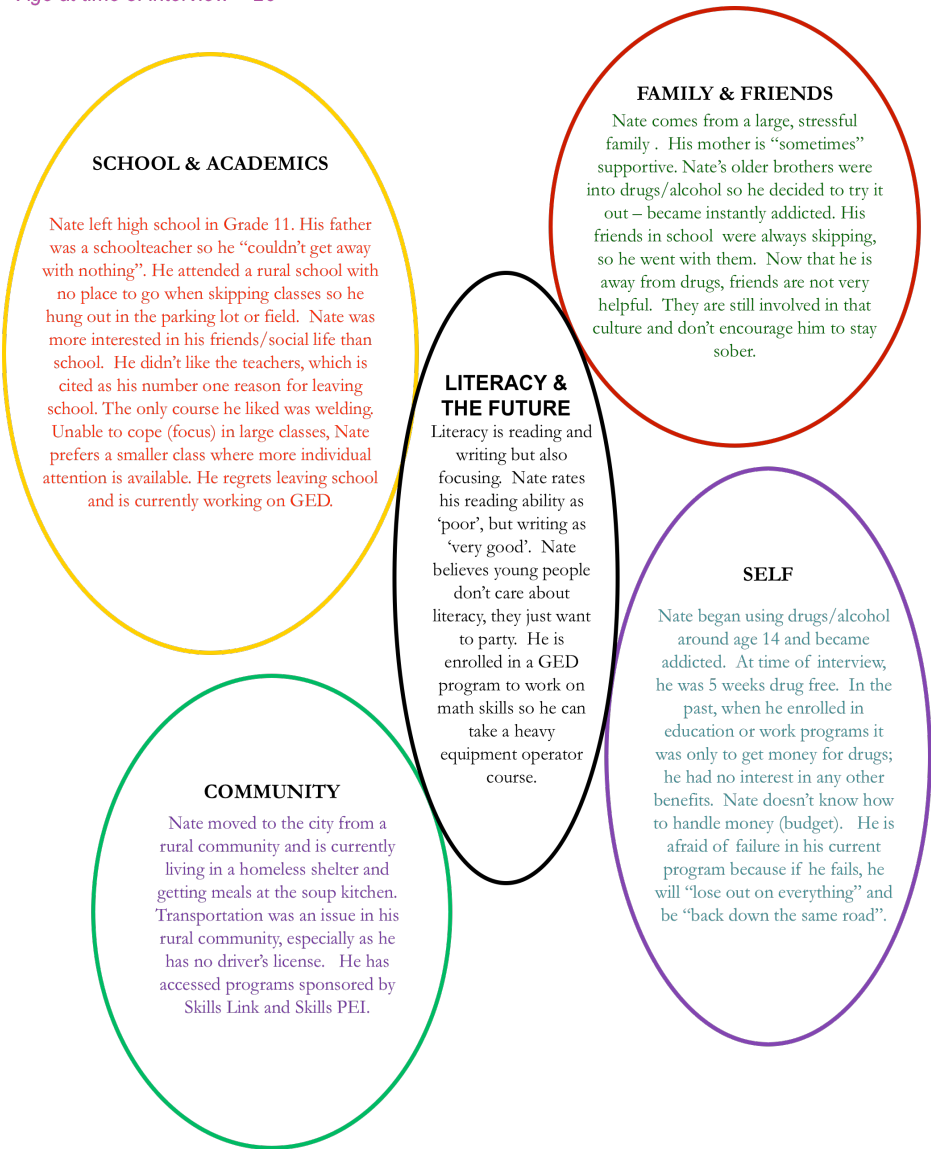 SCHOOL & ACADEMICS
Nate left high school in Grade 11. His father
was a schoolteacher so he “couldn’t get away
with nothing”. He attended a rural school with
no place to go when skipping classes so he
hung out in the parking lot or field.  Nate was
more interested in his friends/social life than
school.  He didn’t like the teachers, which is
cited as his number one reason for leaving
school. The only course he liked was welding.
Unable to cope (focus) in large classes, Nate
prefers a smaller class where more individual
attention is available. He regrets leaving school
and is currently working on GED.
FAMILY & FRIENDS
Nate comes from a large, stressful
family .  His mother is “sometimes”
supportive. Nate’s older brothers were
into drugs/alcohol so he decided to try it
out – became instantly addicted. His
friends in school  were always skipping,
so he went with them.  Now that he is
away from drugs, friends are not very
helpful.  They are still involved in that
culture and don’t encourage him to stay
sober.
LITERACY &
THE FUTURE
Literacy is reading and
writing but also
focusing.  Nate rates
his reading ability as
‘poor’, but writing as
‘very good’.  Nate
believes young people
don’t care about
literacy, they just want
to party.  He is
enrolled in a GED
program to work on
math skills so he can
take a heavy
equipment operator
course.
SELF
Nate began using drugs/alcohol
around age 14 and became
addicted.  At time of interview,
he was 5 weeks drug free.  In the
past, when he enrolled in
education or work programs it
was only to get money for drugs;
he had no interest in any other
benefits.  Nate doesn’t know how
to handle money (budget).   He is
afraid of failure in his current
program because if he fails, he
will “lose out on everything” and
be “back down the same road”.
COMMUNITY
Nate moved to the city from a
rural community and is currently
living in a homeless shelter and
getting meals at the soup kitchen.
Transportation was an issue in his
rural community, especially as he
has no driver’s license.   He has
accessed programs sponsored by
Skills Link and Skills PEI.